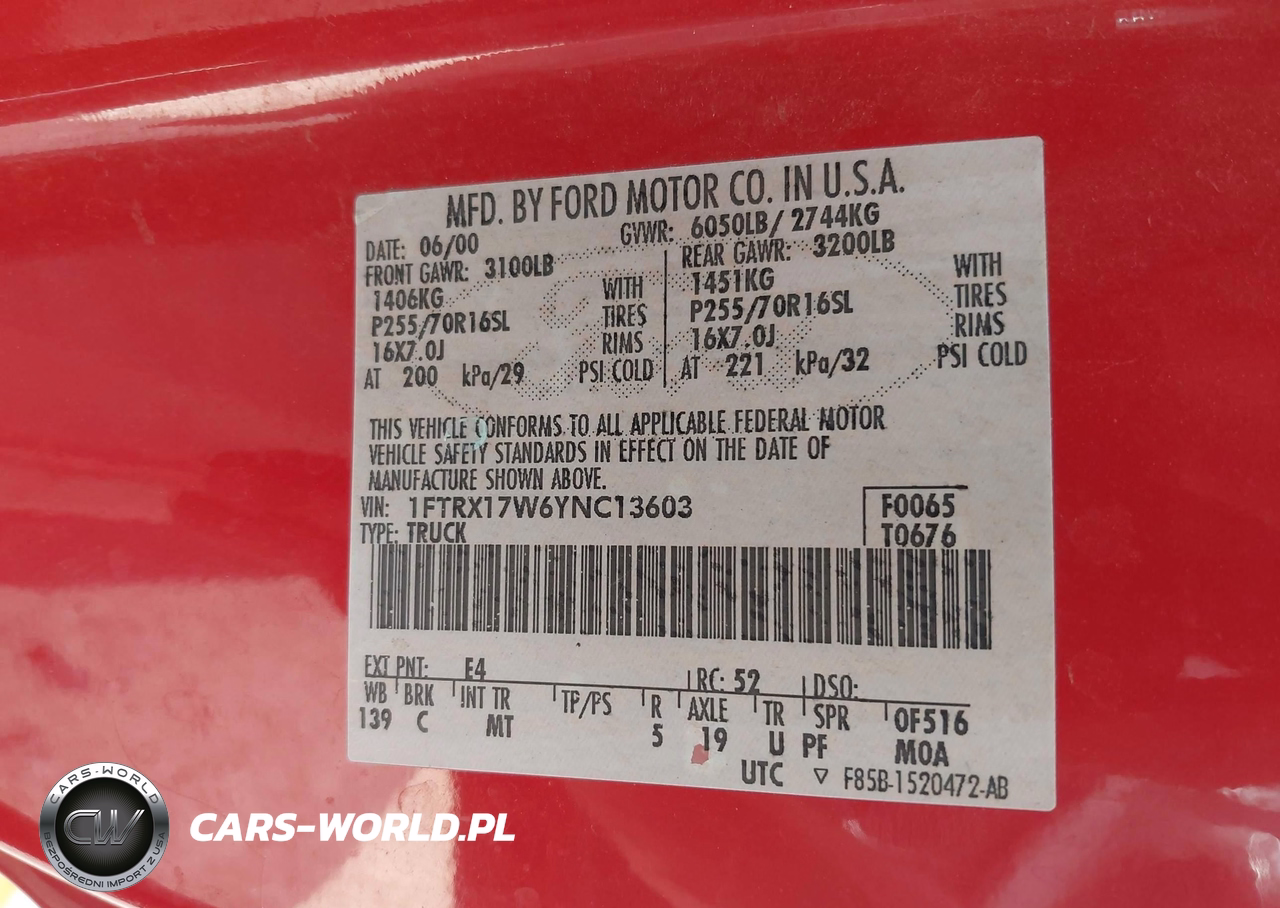 MFD. BY FORD MOTOR CO. IN U.S.A.
DATE: 06/00 GVWR: 6050LB/ 2744KG
FRONT GAWR: 3100LB REAR GAWR: 3200LB
1406KG WITH 1451KG WITH
P255/70R16SL TIRES P255/70R16SL TIRES
16X7.0J RIMS 16X7.0J RIMS
AT 200 kPa/29 PSI COLD AT 221 kPa/32 PSI COLD
THIS VEHICLE CONFORMS TO ALL APPLICABLE FEDERAL MOTOR
VEHICLE SAFETY STANDARDS IN EFFECT ON THE DATE OF
MANUFACTURE SHOWN ABOVE.
VIN: 1FTRX17W6YNC13603 F0065
TYPE: TRUCK T0676
EXT PNT: E4 RC: 52 DSO:
WB BRK INT TR TP/PS R AXLE TR SPR 0F516
139 C MT 5 19 U PF M0A
UTC ▽ F85B-1520472-AB
CARS-WORLD
CW
BEZPOŚREDNI IMPORT Z USA
CARS-WORLD.PL